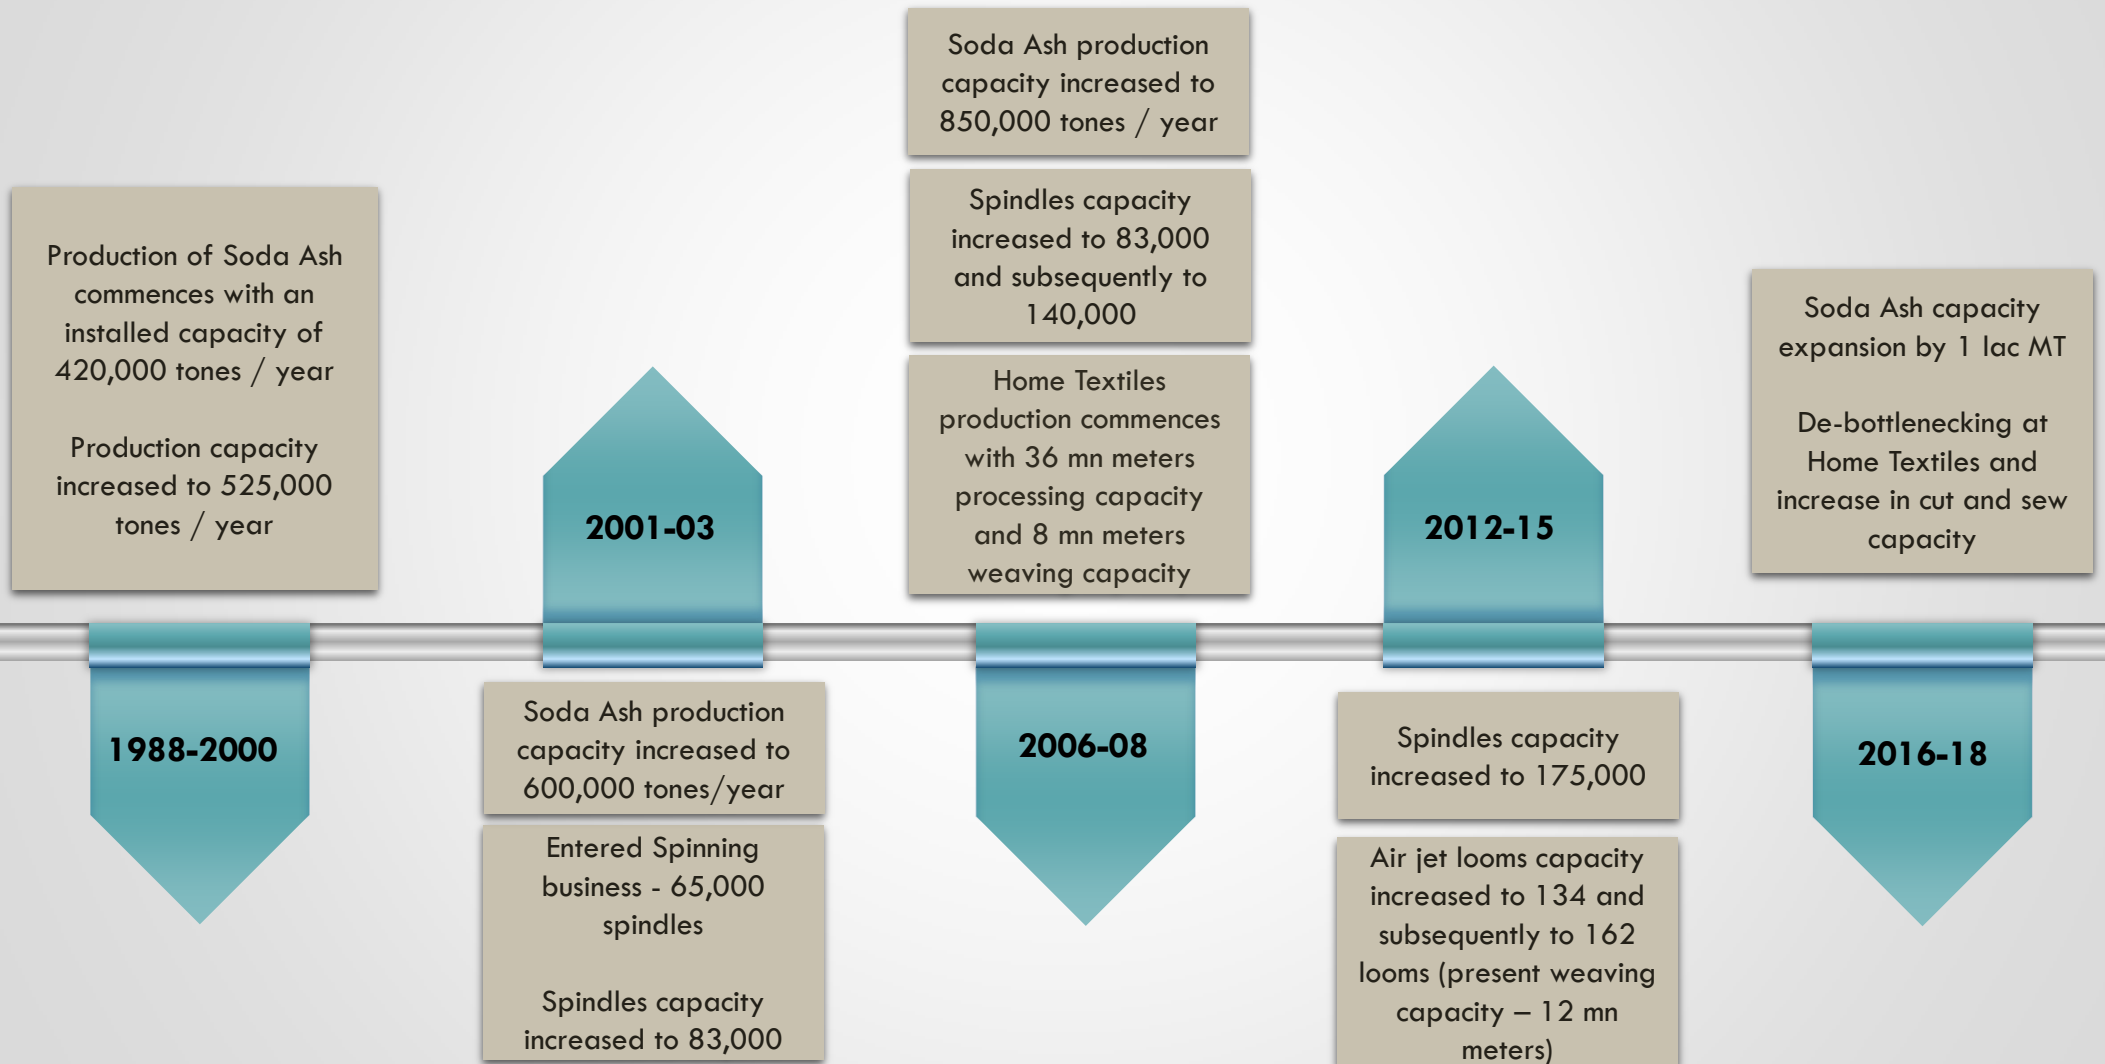 Production of Soda Ash
commences with an
installed capacity of
420,000 tones / year
Production capacity
increased to 525,000
tones / year
1988-2000
2001-03
Soda Ash production
capacity increased to
600,000 tones/year
Entered Spinning
business - 65,000
spindles
Spindles capacity
increased to 83,000
Soda Ash production
capacity increased to
850,000 tones / year
Spindles capacity
increased to 83,000
and subsequently to
140,000
Home Textiles
production commences
with 36 mn meters
processing capacity
and 8 mn meters
weaving capacity
2006-08
2012-15
Spindles capacity
increased to 175,000
Air jet looms capacity
increased to 134 and
subsequently to 162
looms (present weaving
capacity – 12 mn
meters)
Soda Ash capacity
expansion by 1 lac MT
De-bottlenecking at
Home Textiles and
increase in cut and sew
capacity
2016-18